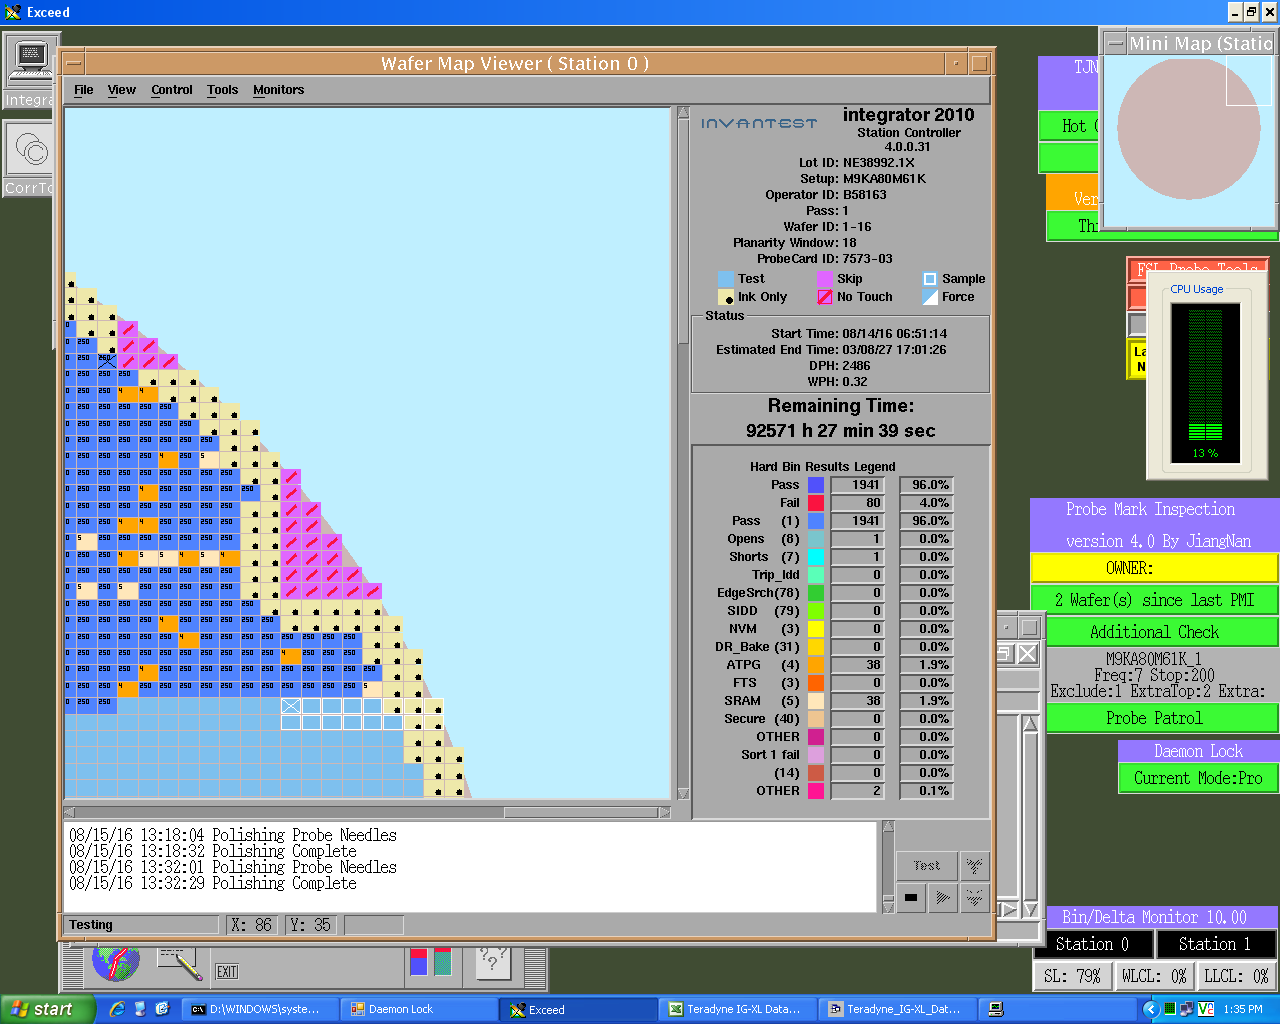 Exceed
Integra
CorrTo
Wafer Map Viewer ( Station 0 )
File View Control Tools Monitors
INVANTEST
integrator 2010
Station Controller
4.0.0.31
Lot ID: NE38992.1X
Setup: M9KA80M61K
Operator ID: B58163
Pass: 1
Wafer ID: 1-16
Planarity Window: 18
ProbeCard ID: 7573-03
Test Skip Sample
Ink Only No Touch Force
Status
Start Time: 08/14/16 06:51:14
Estimated End Time: 03/08/27 17:01:26
DPH: 2486
WPH: 0.32
Remaining Time:
92571 h 27 min 39 sec
Hard Bin Results Legend
Pass 1941 96.0%
Fail 80 4.0%
Pass (1) 1941 96.0%
Opens (8) 1 0.0%
Shorts (7) 1 0.0%
Trip_Idd 0 0.0%
EdgeSrch(78) 0 0.0%
SIDD (79) 0 0.0%
NVM (3) 0 0.0%
DR_Bake (31) 0 0.0%
ATPG (4) 38 1.9%
FTS (3) 0 0.0%
SRAM (5) 38 1.9%
Secure (40) 0 0.0%
OTHER 0 0.0%
Sort 1 fail 0 0.0%
(14) 0 0.0%
OTHER 2 0.1%
08/15/16 13:18:04 Polishing Probe Needles
08/15/16 13:18:32 Polishing Complete
08/15/16 13:32:01 Polishing Probe Needles
08/15/16 13:32:29 Polishing Complete
Test
Testing X: 86 Y: 35
EXIT
Mini Map (Statio
TJN
Hot
Ver
Th
FSL Probe Tools
La
N
CPU Usage
13 %
Probe Mark Inspection
version 4.0 By JiangNan
OWNER:
2 Wafer(s) since last PMI
Additional Check
M9KA80M61K_1
Freq:7 Stop:200
Exclude:1 ExtraTop:2 Extra:
Probe Patrol
Daemon Lock
Current Mode:Pro
Bin/Delta Monitor 10.00
Station 0 Station 1
SL: 79% WLCL: 0% LLCL: 0%
start
D:\WINDOWS\syste...
Daemon Lock
Exceed
Teradyne IG-XL Data...
Teradyne_IG-XL_Dat...
1:35 PM